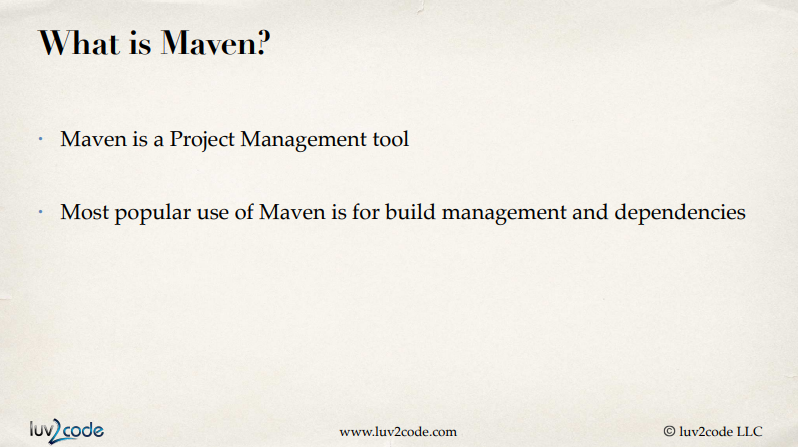 What is Maven?
• Maven is a Project Management tool
• Most popular use of Maven is for build management and dependencies
luv2code
www.luv2code.com
© luv2code LLC